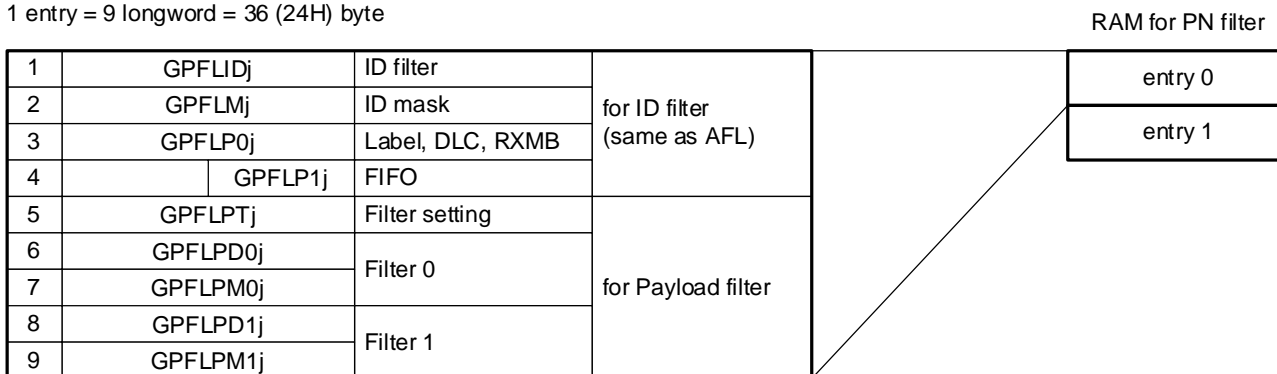 1 entry = 9 longword = 36 (24H) byte
RAM for PN filter
1 GPFLIDj ID filter
2 GPFLMj ID mask
3 GPFLP0j Label, DLC, RXMB
4 GPFLP1j FIFO
for ID filter
(same as AFL)
5 GPFLPTj Filter setting
6 GPFLPD0j
7 GPFLPM0j
Filter 0
8 GPFLPD1j
9 GPFLPM1j
Filter 1
for Payload filter
entry 0
entry 1